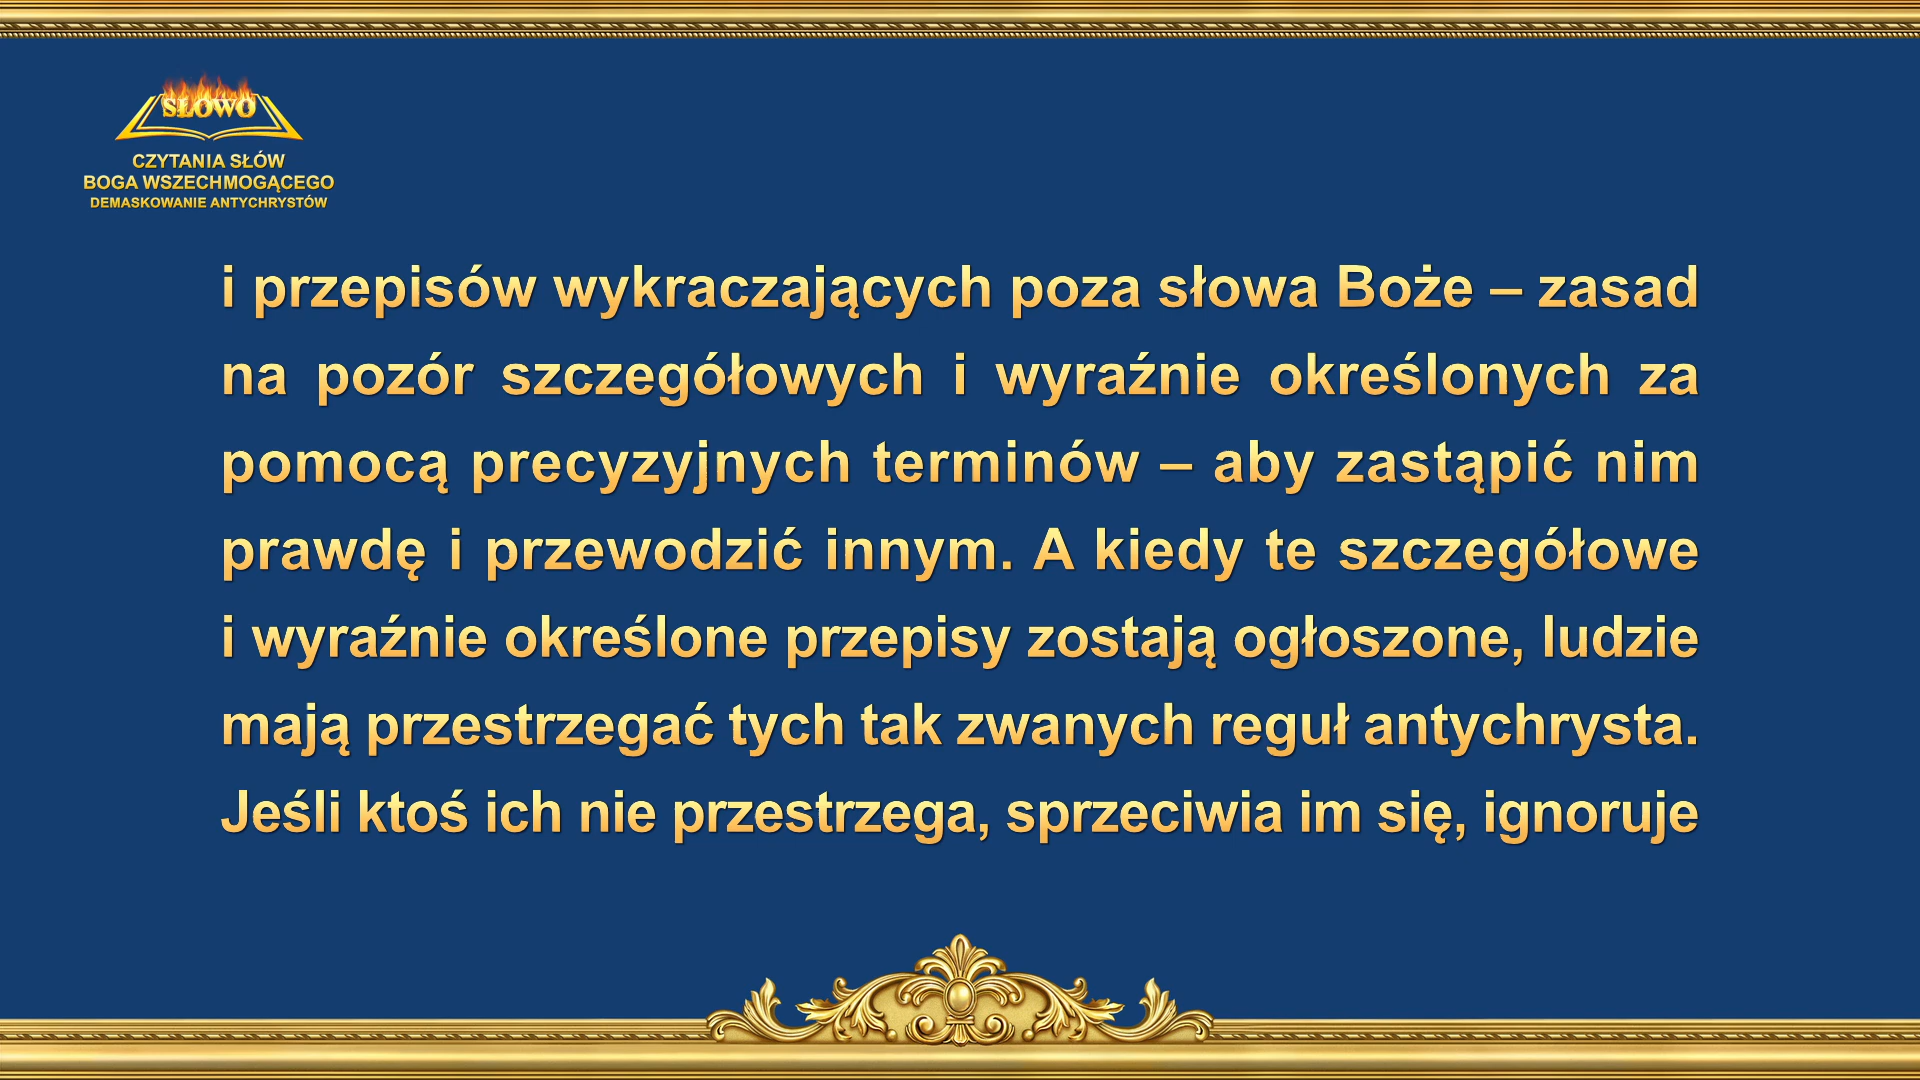 SŁOWO
CZYTANIA SŁÓW
BOGA WSZECHMOGĄCEGO
DEMASKOWANIE ANTYCHRYSTÓW
i przepisów wykraczających poza słowa Boże – zasad
na pozór szczegółowych i wyraźnie określonych za
pomocą precyzyjnych terminów – aby zastąpić nim
prawdę i przewodzić innym. A kiedy te szczegółowe
i wyraźnie określone przepisy zostają ogłoszone, ludzie
mają przestrzegać tych tak zwanych reguł antychrysta.
Jeśli ktoś ich nie przestrzega, sprzeciwia im się, ignoruje